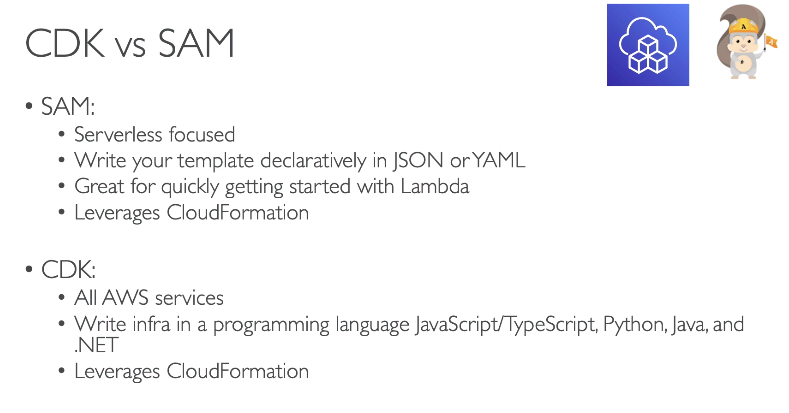 CDK vs SAM
• SAM:
• Serverless focused
• Write your template declaratively in JSON or YAML
• Great for quickly getting started with Lambda
• Leverages CloudFormation
• CDK:
• All AWS services
• Write infra in a programming language JavaScript/TypeScript, Python, Java, and
.NET
• Leverages CloudFormation